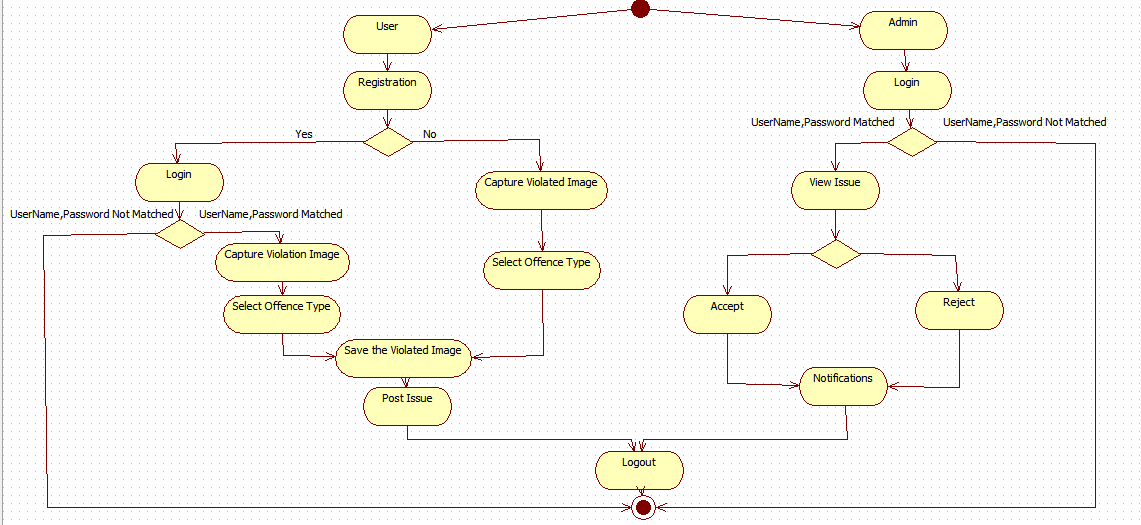 User
Admin
Registration
Login
Yes
No
UserName,Password Matched
UserName,Password Not Matched
Login
Capture Violated Image
View Issue
UserName,Password Not Matched
UserName,Password Matched
Capture Violation Image
Select Offence Type
Select Offence Type
Accept
Reject
Save the Violated Image
Notifications
Post Issue
Logout